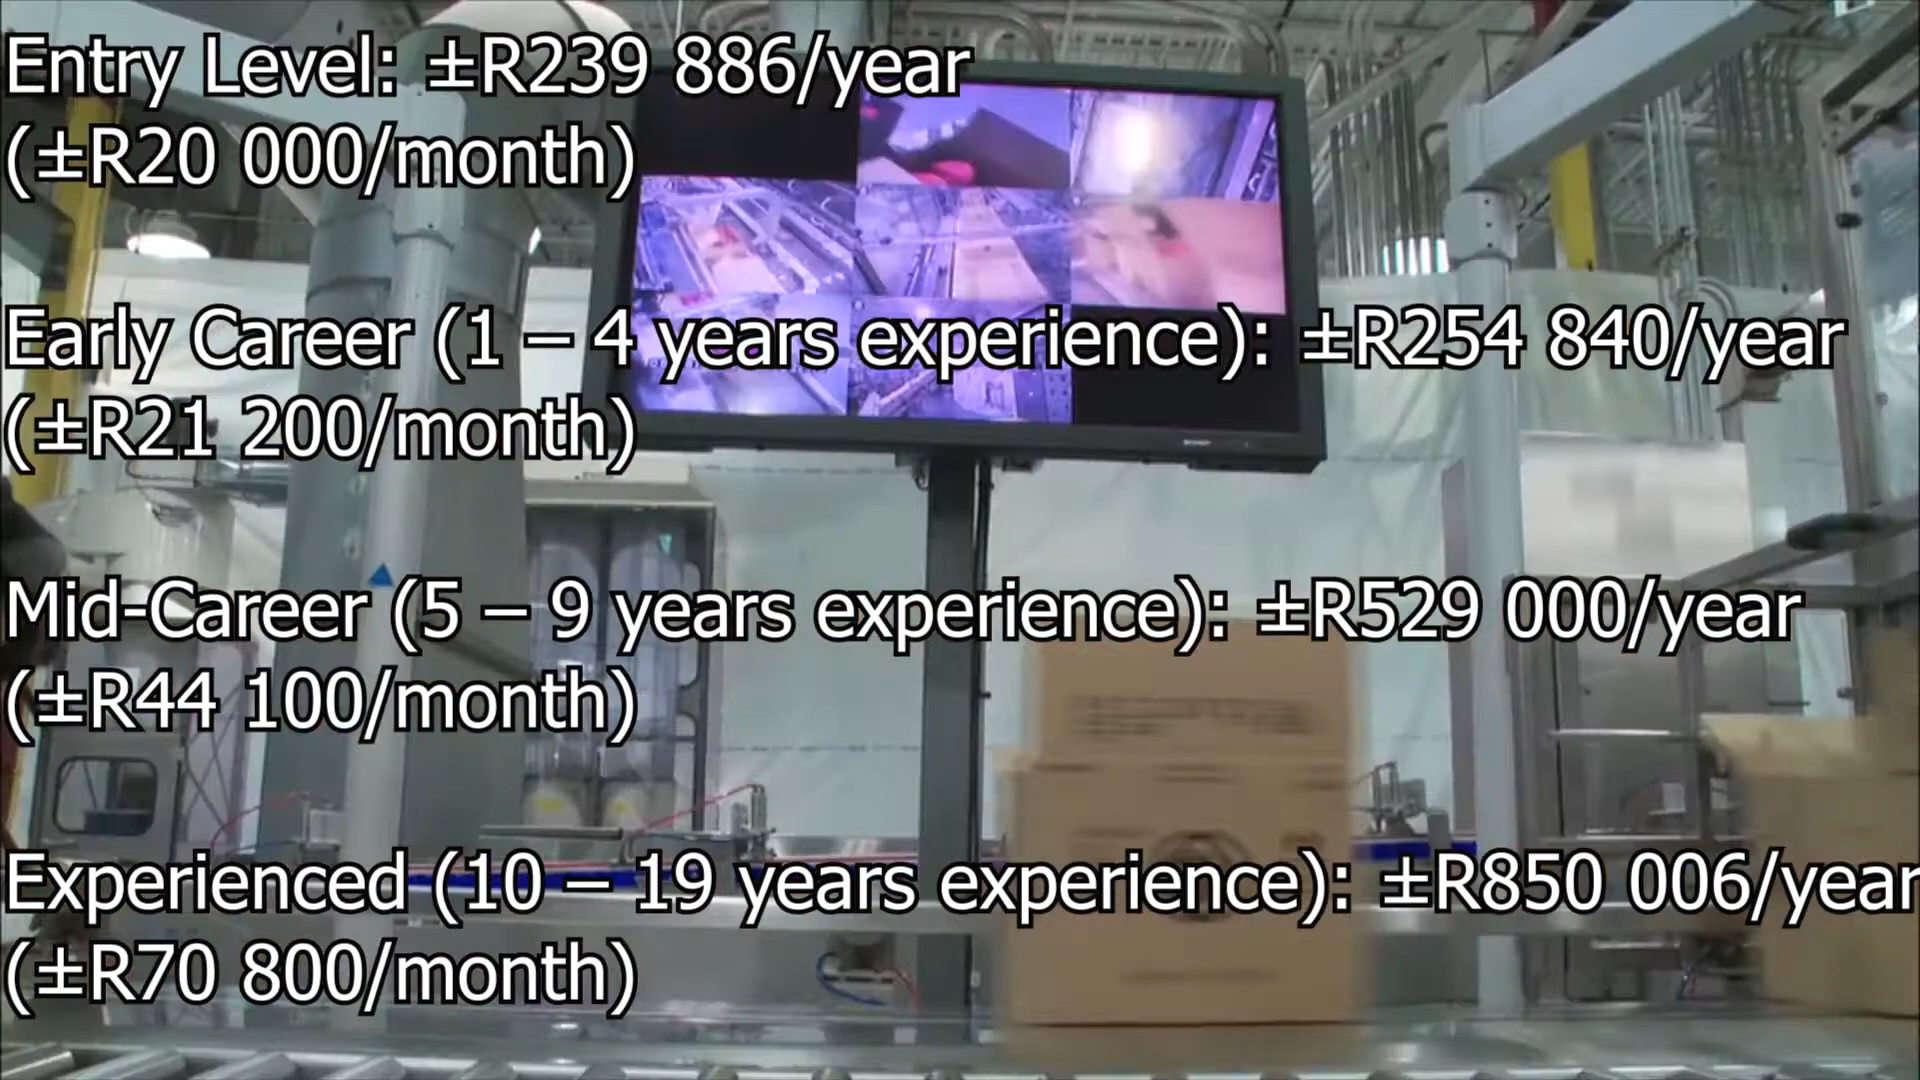 Entry Level: ±R239 886/year
(±R20 000/month)
Early Career (1 – 4 years experience): ±R254 840/year
(±R21 200/month)
Mid-Career (5 – 9 years experience): ±R529 000/year
(±R44 100/month)
Experienced (10 – 19 years experience): ±R850 006/year
(±R70 800/month)